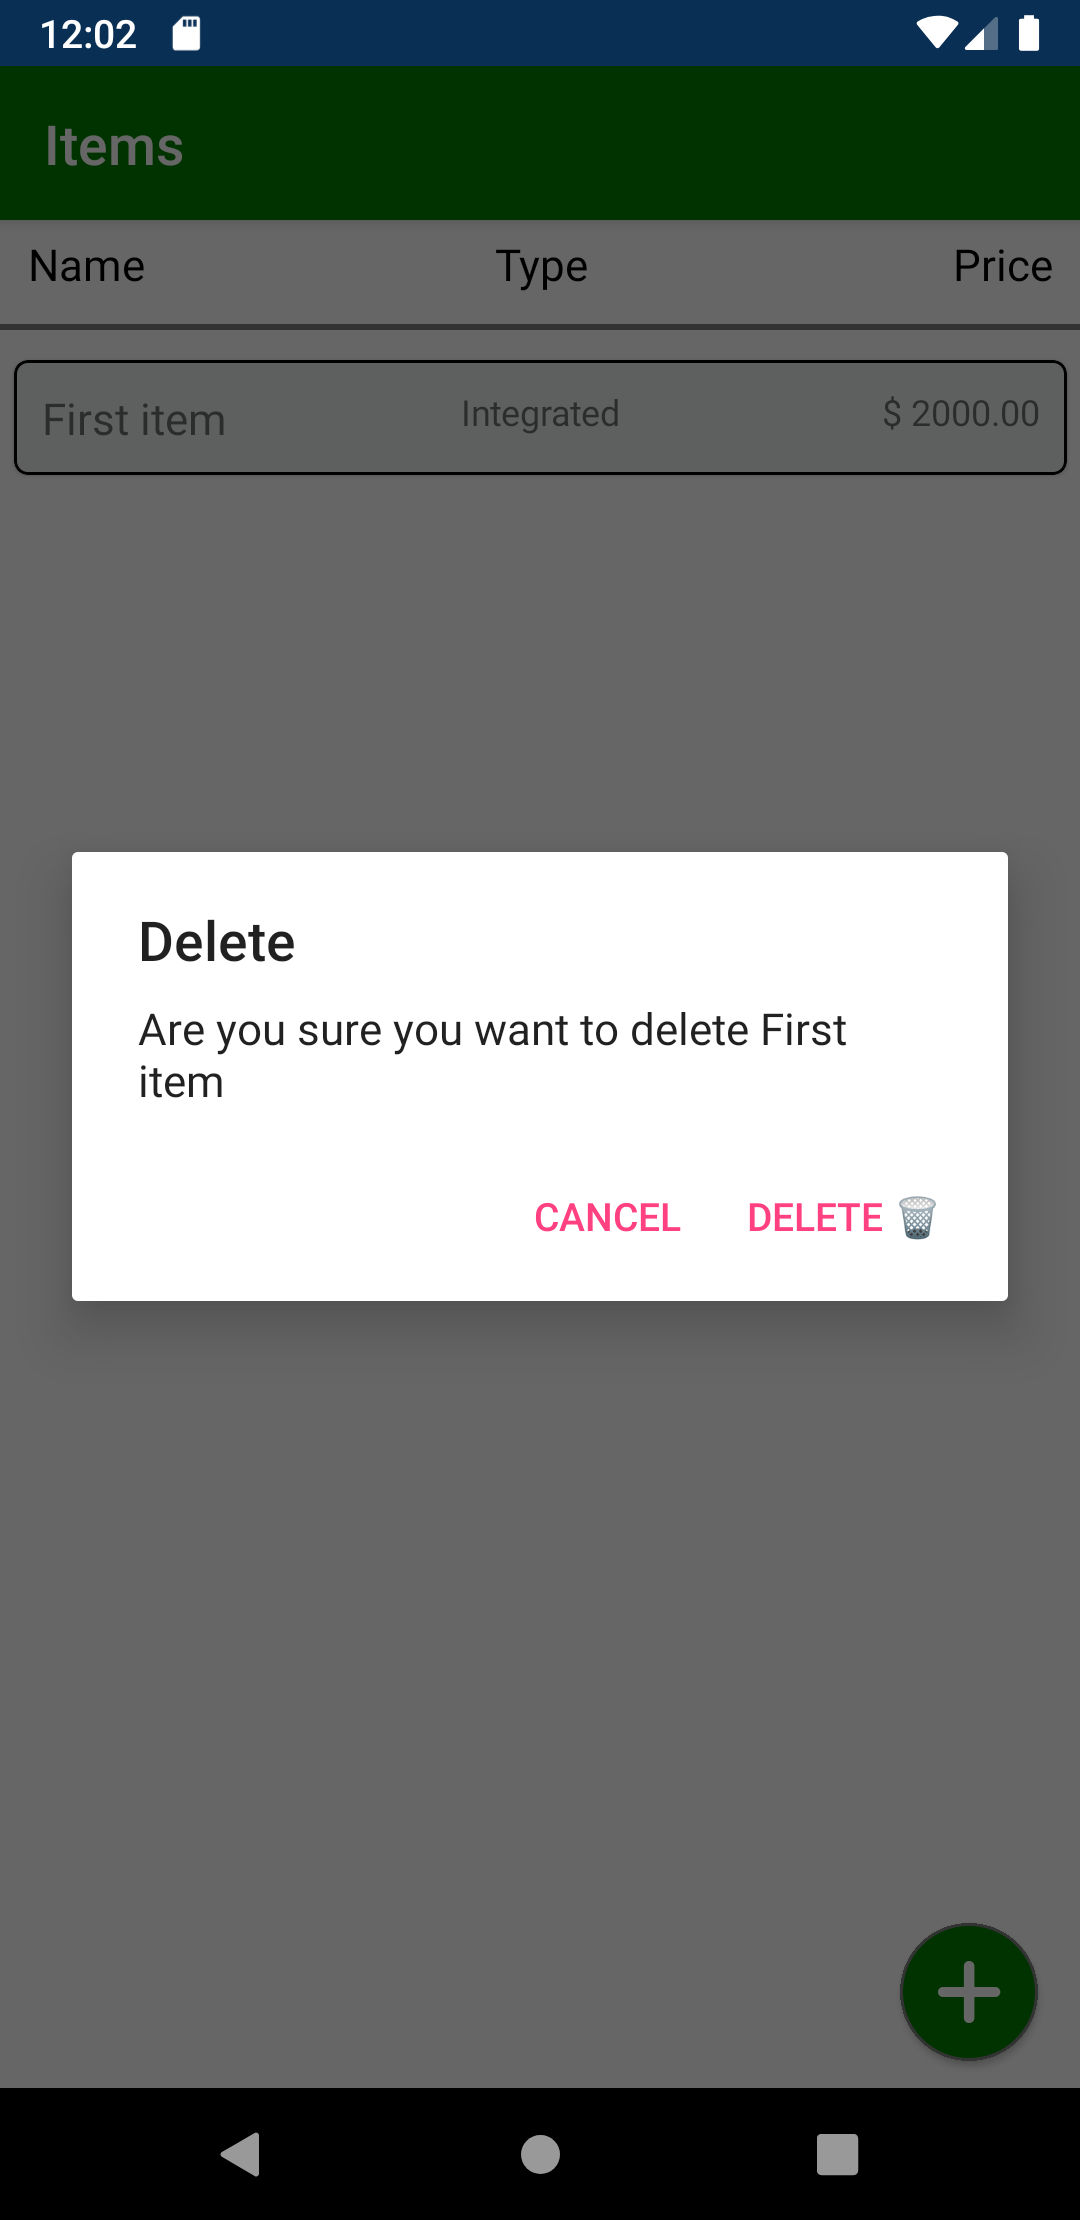 12:02
Items
Name Type Price
First item Integrated $ 2000.00
Delete
Are you sure you want to delete First
item
CANCEL DELETE 🗑️